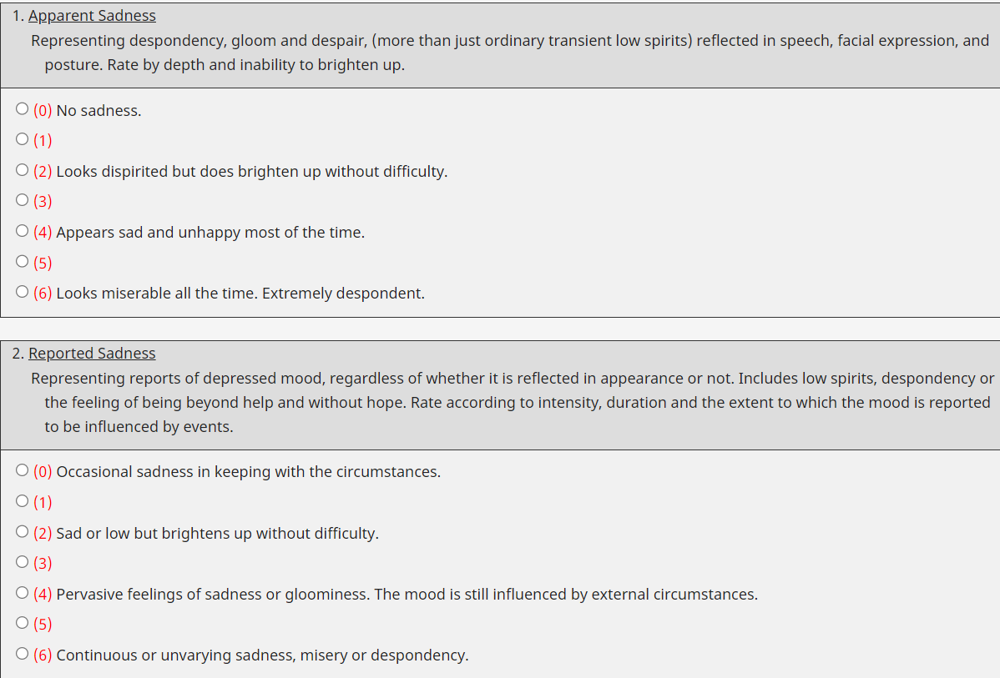 1. Apparent Sadness
Representing despondency, gloom and despair, (more than just ordinary transient low spirits) reflected in speech, facial expression, and
posture. Rate by depth and inability to brighten up.
(0) No sadness.
(1)
(2) Looks dispirited but does brighten up without difficulty.
(3)
(4) Appears sad and unhappy most of the time.
(5)
(6) Looks miserable all the time. Extremely despondent.
2. Reported Sadness
Representing reports of depressed mood, regardless of whether it is reflected in appearance or not. Includes low spirits, despondency or
the feeling of being beyond help and without hope. Rate according to intensity, duration and the extent to which the mood is reported
to be influenced by events.
(0) Occasional sadness in keeping with the circumstances.
(1)
(2) Sad or low but brightens up without difficulty.
(3)
(4) Pervasive feelings of sadness or gloominess. The mood is still influenced by external circumstances.
(5)
(6) Continuous or unvarying sadness, misery or despondency.